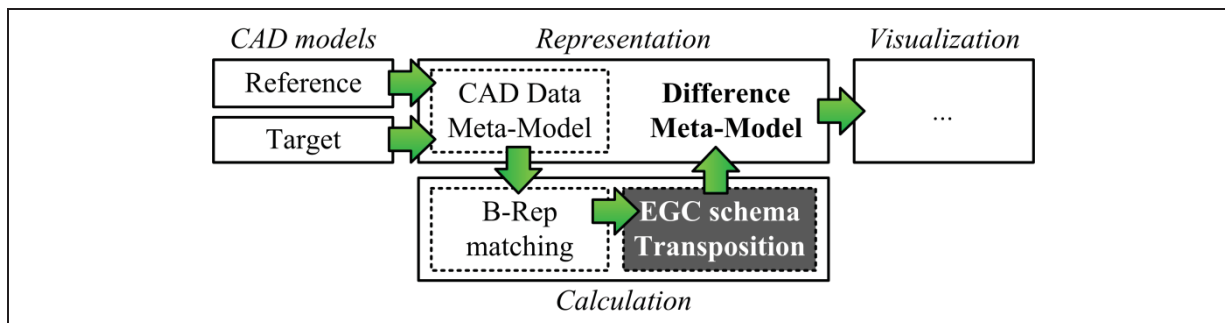 CAD models
Representation
Visualization
Reference
Target
CAD Data
Meta-Model
Difference
Meta-Model
...
B-Rep
matching
EGC schema
Transposition
Calculation